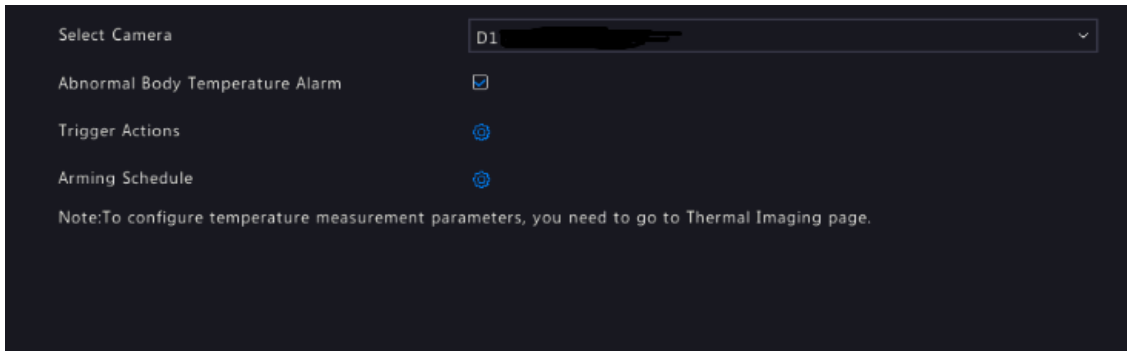 Select Camera D1
Abnormal Body Temperature Alarm
Trigger Actions
Arming Schedule
Note:To configure temperature measurement parameters, you need to go to Thermal Imaging page.